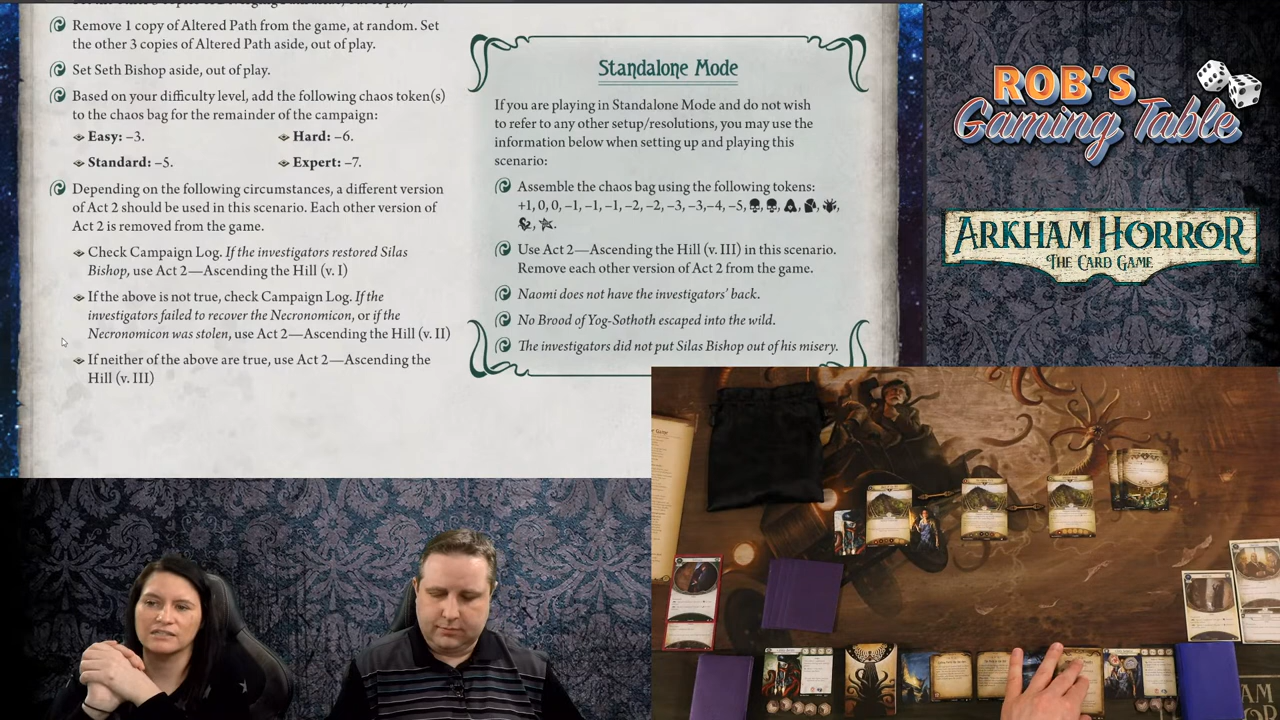 Remove 1 copy of Altered Path from the game, at random. Set
the other 3 copies of Altered Path aside, out of play.
Set Seth Bishop aside, out of play.
Based on your difficulty level, add the following chaos token(s)
to the chaos bag for the remainder of the campaign:
Easy: –3.
Hard: –6.
Standard: –5.
Expert: –7.
Depending on the following circumstances, a different version
of Act 2 should be used in this scenario. Each other version of
Act 2 is removed from the game.
Check Campaign Log. If the investigators restored Silas
Bishop, use Act 2—Ascending the Hill (v. I)
If the above is not true, check Campaign Log. If the
investigators failed to recover the Necronomicon, or if the
Necronomicon was stolen, use Act 2—Ascending the Hill (v. II)
If neither of the above are true, use Act 2—Ascending the
Hill (v. III)
Standalone Mode
If you are playing in Standalone Mode and do not wish
to refer to any other setup/resolutions, you may use the
information below when setting up and playing this
scenario:
Assemble the chaos bag using the following tokens:
+1, 0, 0, –1, –1, –1, –2, –2, –3, –3,–4, –5,
Use Act 2—Ascending the Hill (v. III) in this scenario.
Remove each other version of Act 2 from the game.
Naomi does not have the investigators' back.
No Brood of Yog-Sothoth escaped into the wild.
The investigators did not put Silas Bishop out of his misery.
ROB'S
Gaming Table
ARKHAM HORROR
THE CARD GAME